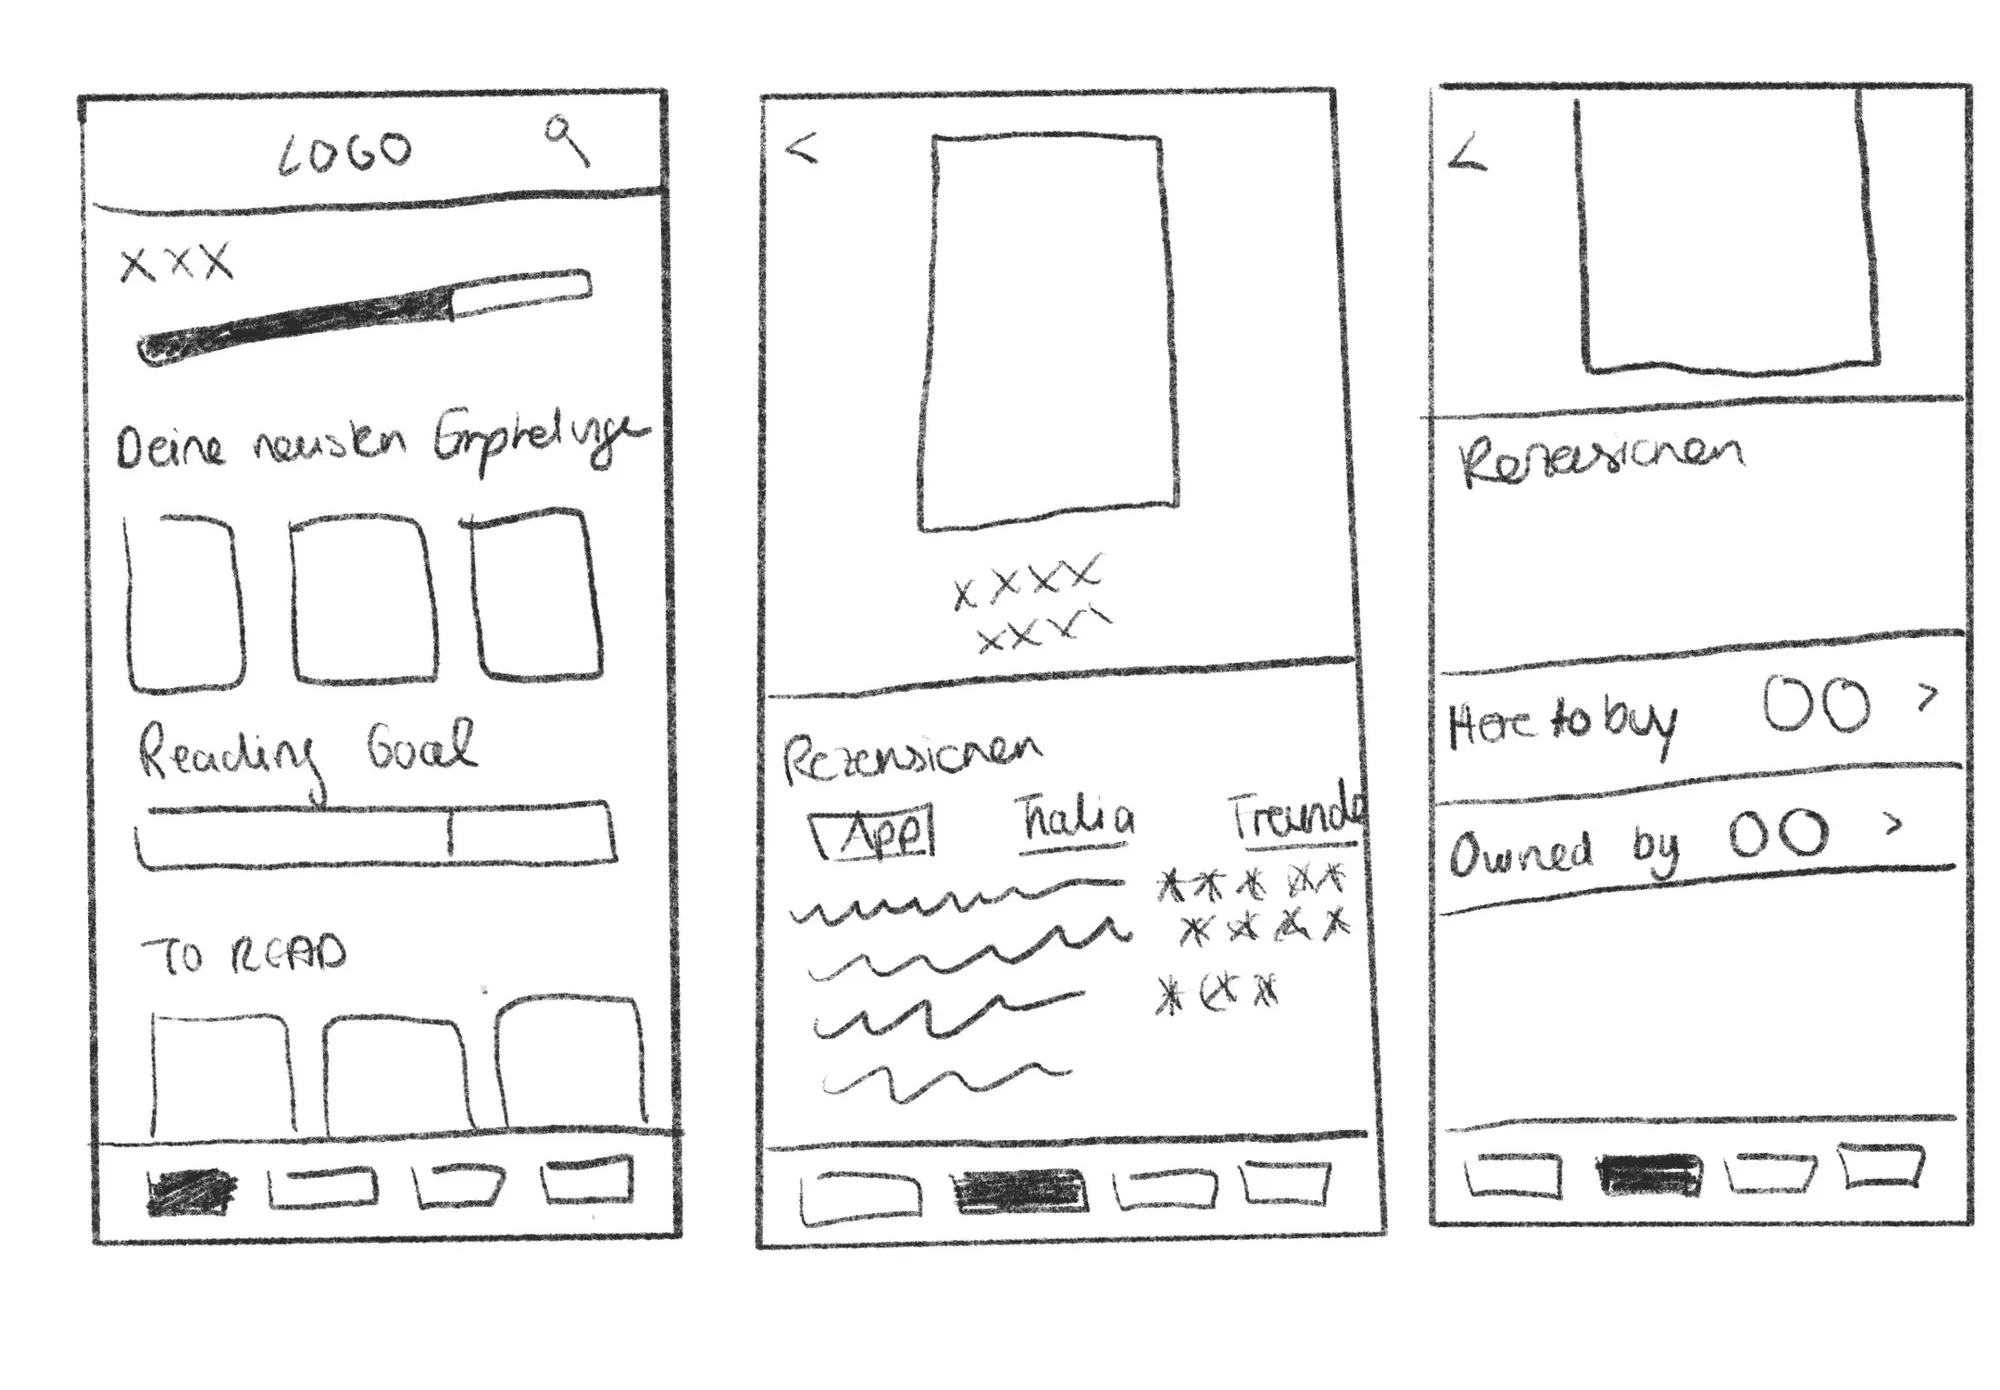 LOGO
XXX
Deine neusten Empfehlunge
Reading Goal
TO READ
<
XXXX
XXXX
Rezensionen
App Thalia Freunde
<
Rezensionen
Here to buy >
Owned by >